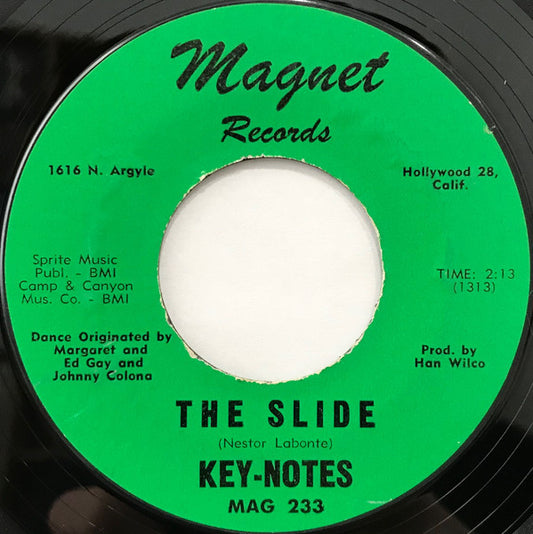 Magnet
Records
1616 N. Argyle
Hollywood 28,
Calif.
Sprite Music
Publ. - BMI
Camp & Canyon
Mus. Co. - BMI
TIME: 2:13
(1313)
Dance Originated by
Margaret and
Ed Gay and
Johnny Colona
Prod. by
Han Wilco
THE SLIDE
(Nestor Labonte)
KEY-NOTES
MAG 233